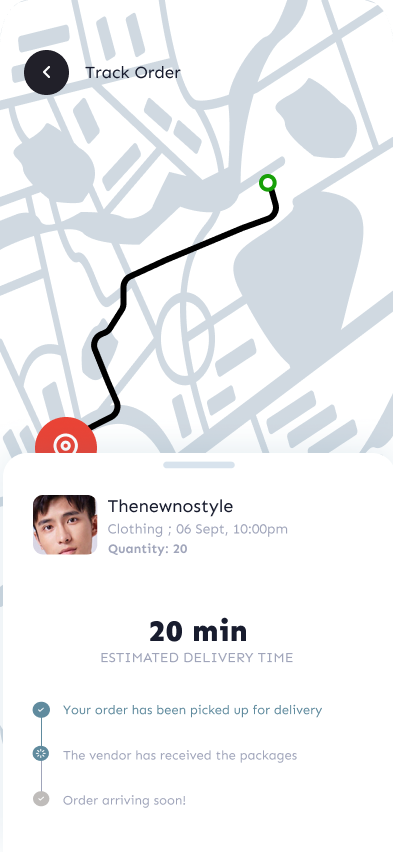 Track Order
Thenewnostyle
Clothing ; 06 Sept, 10:00pm
Quantity: 20
20 min
ESTIMATED DELIVERY TIME
Your order has been picked up for delivery
The vendor has received the packages
Order arriving soon!